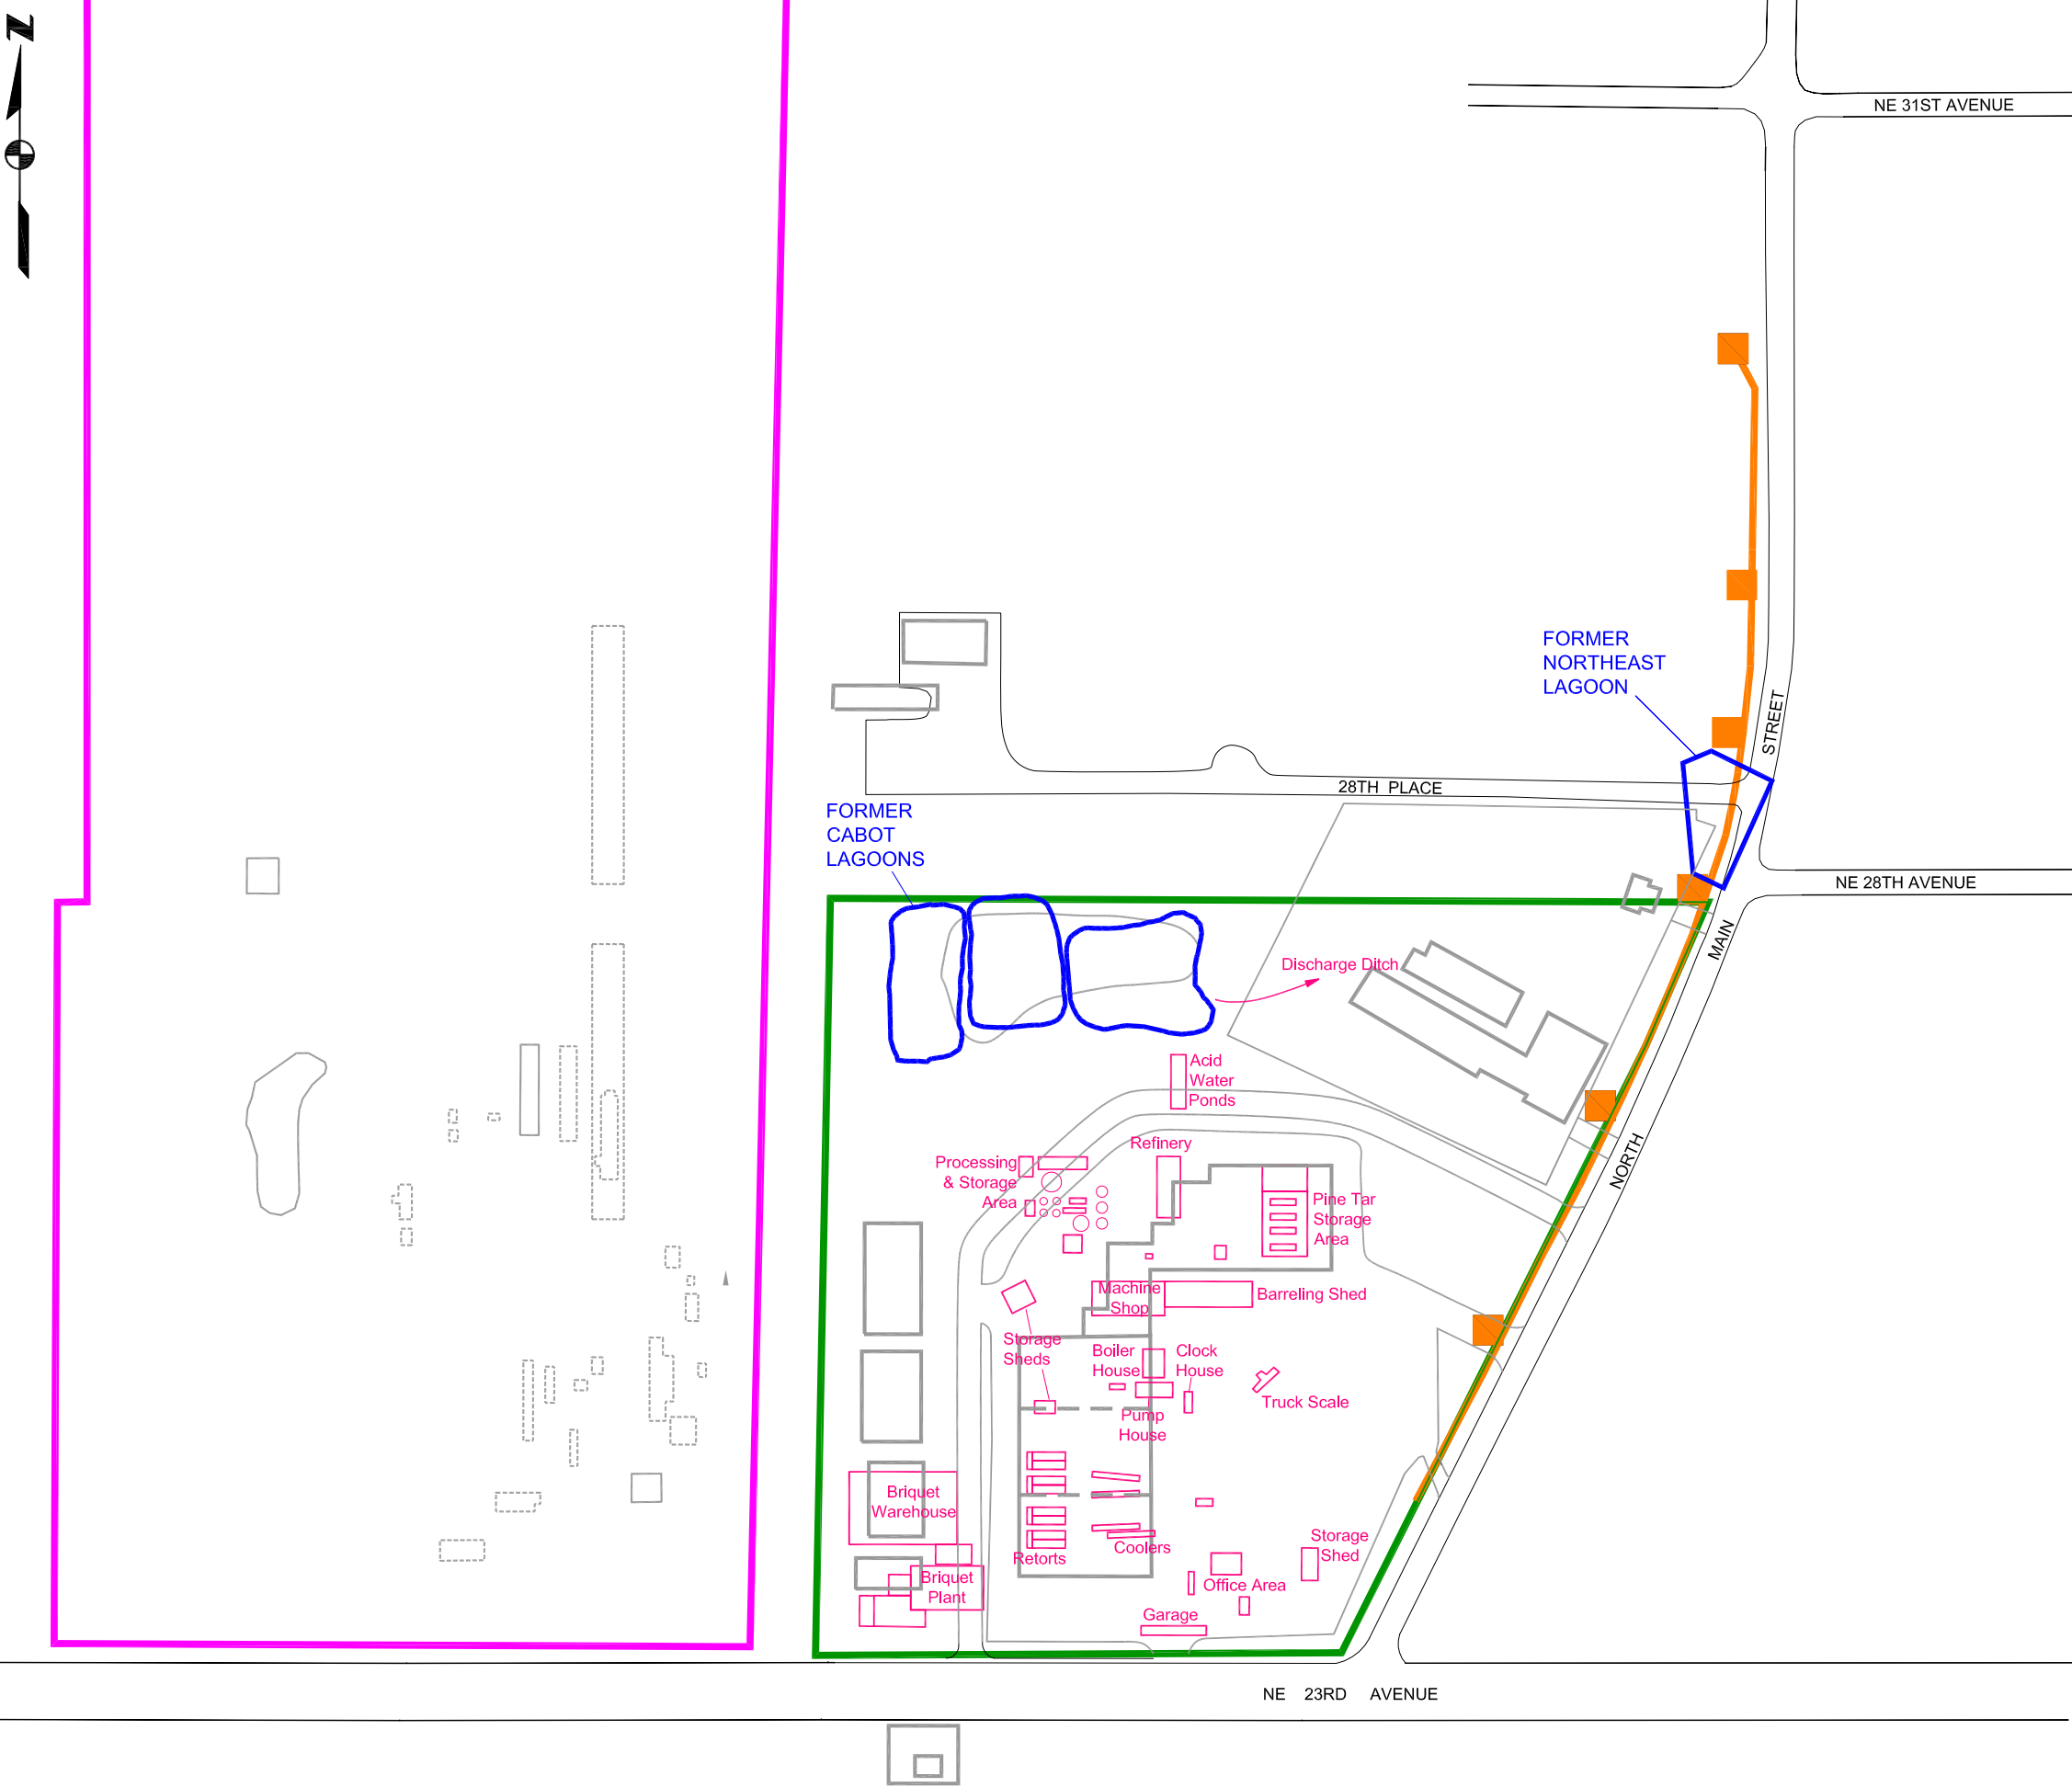 N
NE 31ST AVENUE
FORMER
NORTHEAST
LAGOON
STREET
28TH PLACE
FORMER
CABOT
LAGOONS
NE 28TH AVENUE
MAIN
Discharge Ditch
Acid
Water
Ponds
NORTH
Refinery
Processing
& Storage
Area
Pine Tar
Storage
Area
Machine
Shop
Barreling Shed
Storage
Sheds
Boiler
House
Clock
House
Truck Scale
Pump
House
Briquet
Warehouse
Retorts
Coolers
Storage
Shed
Briquet
Plant
Office Area
Garage
NE 23RD AVENUE